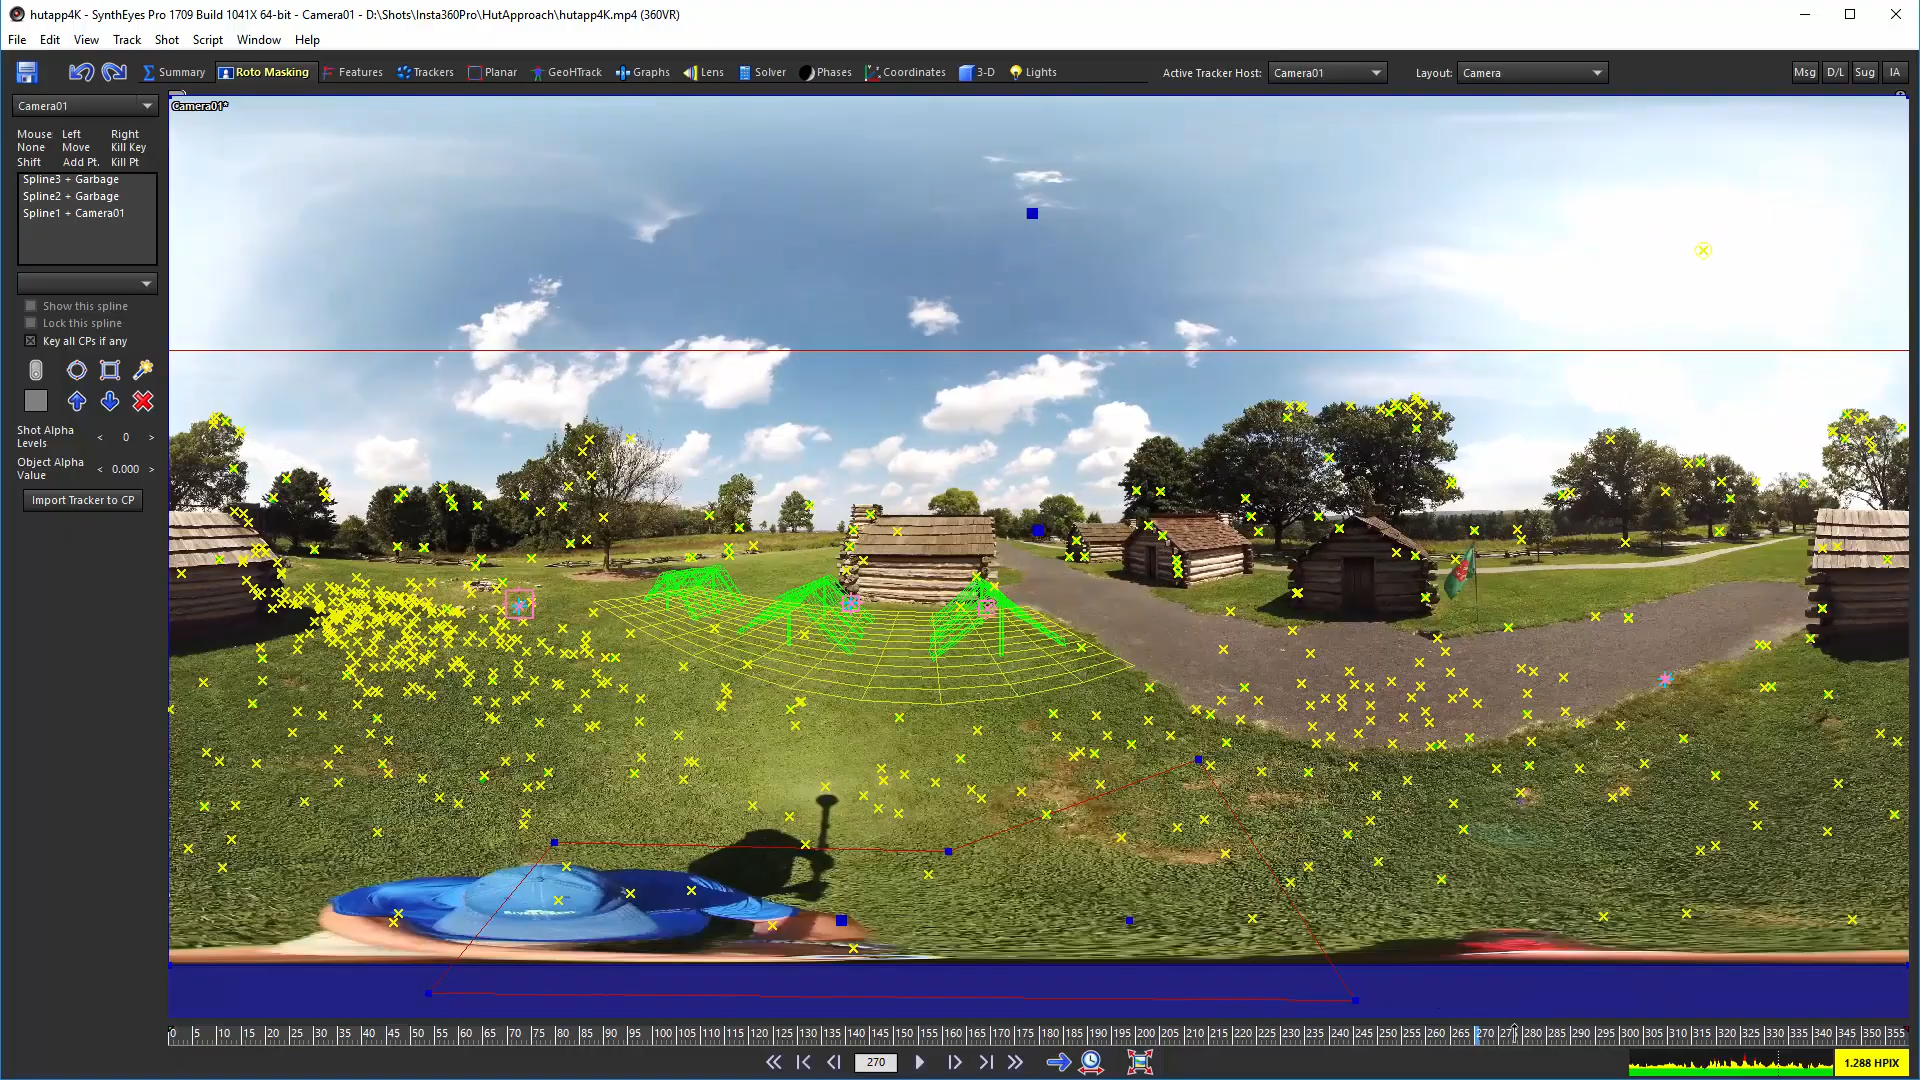 hutapp4K - SynthEyes Pro 1709 Build 1041X 64-bit - Camera01 - D:\Shots\Insta360Pro\HutApproach\hutapp4K.mp4 (360VR)
File Edit View Track Shot Script Window Help
Summary Roto Masking Features Trackers Planar GeoHTrack Graphs Lens Solver Phases Coordinates 3-D Lights Active Tracker Host: Camera01 Layout: Camera Msg D/L Sug IA
Camera01
Camera01*
Mouse Left Right
None Move Kill Key
Shift Add Pt. Kill Pt
Spline3 + Garbage
Spline2 + Garbage
Spline1 + Camera01
Show this spline
Lock this spline
Key all CPs if any
Shot Alpha Levels < 0 >
Object Alpha Value < 0.000 >
Import Tracker to CP
0 5 10 15 20 25 30 35 40 45 50 55 60 65 70 75 80 85 90 95 100 105 110 115 120 125 130 135 140 145 150 155 160 165 170 175 180 185 190 195 200 205 210 215 220 225 230 235 240 245 250 255 260 265 270 275 280 285 290 295 300 305 310 315 320 325 330 335 340 345 350 355
270
1.288 HPIX